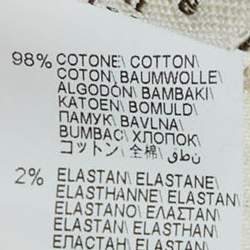 98% COTONE\ COTTON\
COTON\ BAUMWOLLE\
ALGODÓN\ BAMBAKI\
KATOEN\ BOMULD\
ПАМУК\ BAVLNA\
BUMBAC\ ХЛОПОК\
コットン\ 全棉\ قطن
2% ELASTAN\ ELASTANE\
ELASTHANNE\ ELASTAN\
ELASTANO\ ΕΛΑΣΤΑΝ\
ELASTAN\ ELASTHAN\
ЕЛАСТАН\ ELASTAN\